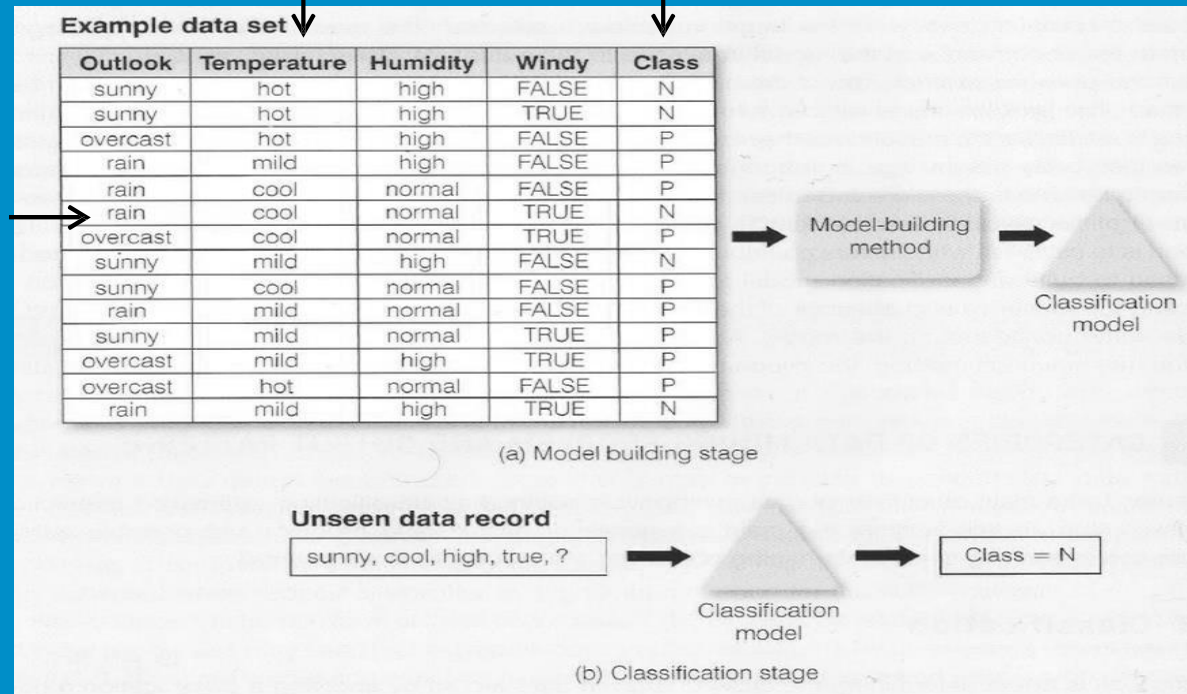 Example data set
Outlook Temperature Humidity Windy Class
sunny hot high FALSE N
sunny hot high TRUE N
overcast hot high FALSE P
rain mild high FALSE P
rain cool normal FALSE P
rain cool normal TRUE N
overcast cool normal TRUE P
sunny mild high FALSE N
sunny cool normal FALSE P
rain mild normal FALSE P
sunny mild normal TRUE P
overcast mild high TRUE P
overcast hot normal FALSE P
rain mild high TRUE N
Model-building
method
Classification
model
(a) Model building stage
Unseen data record
sunny, cool, high, true, ?
Class = N
Classification
model
(b) Classification stage